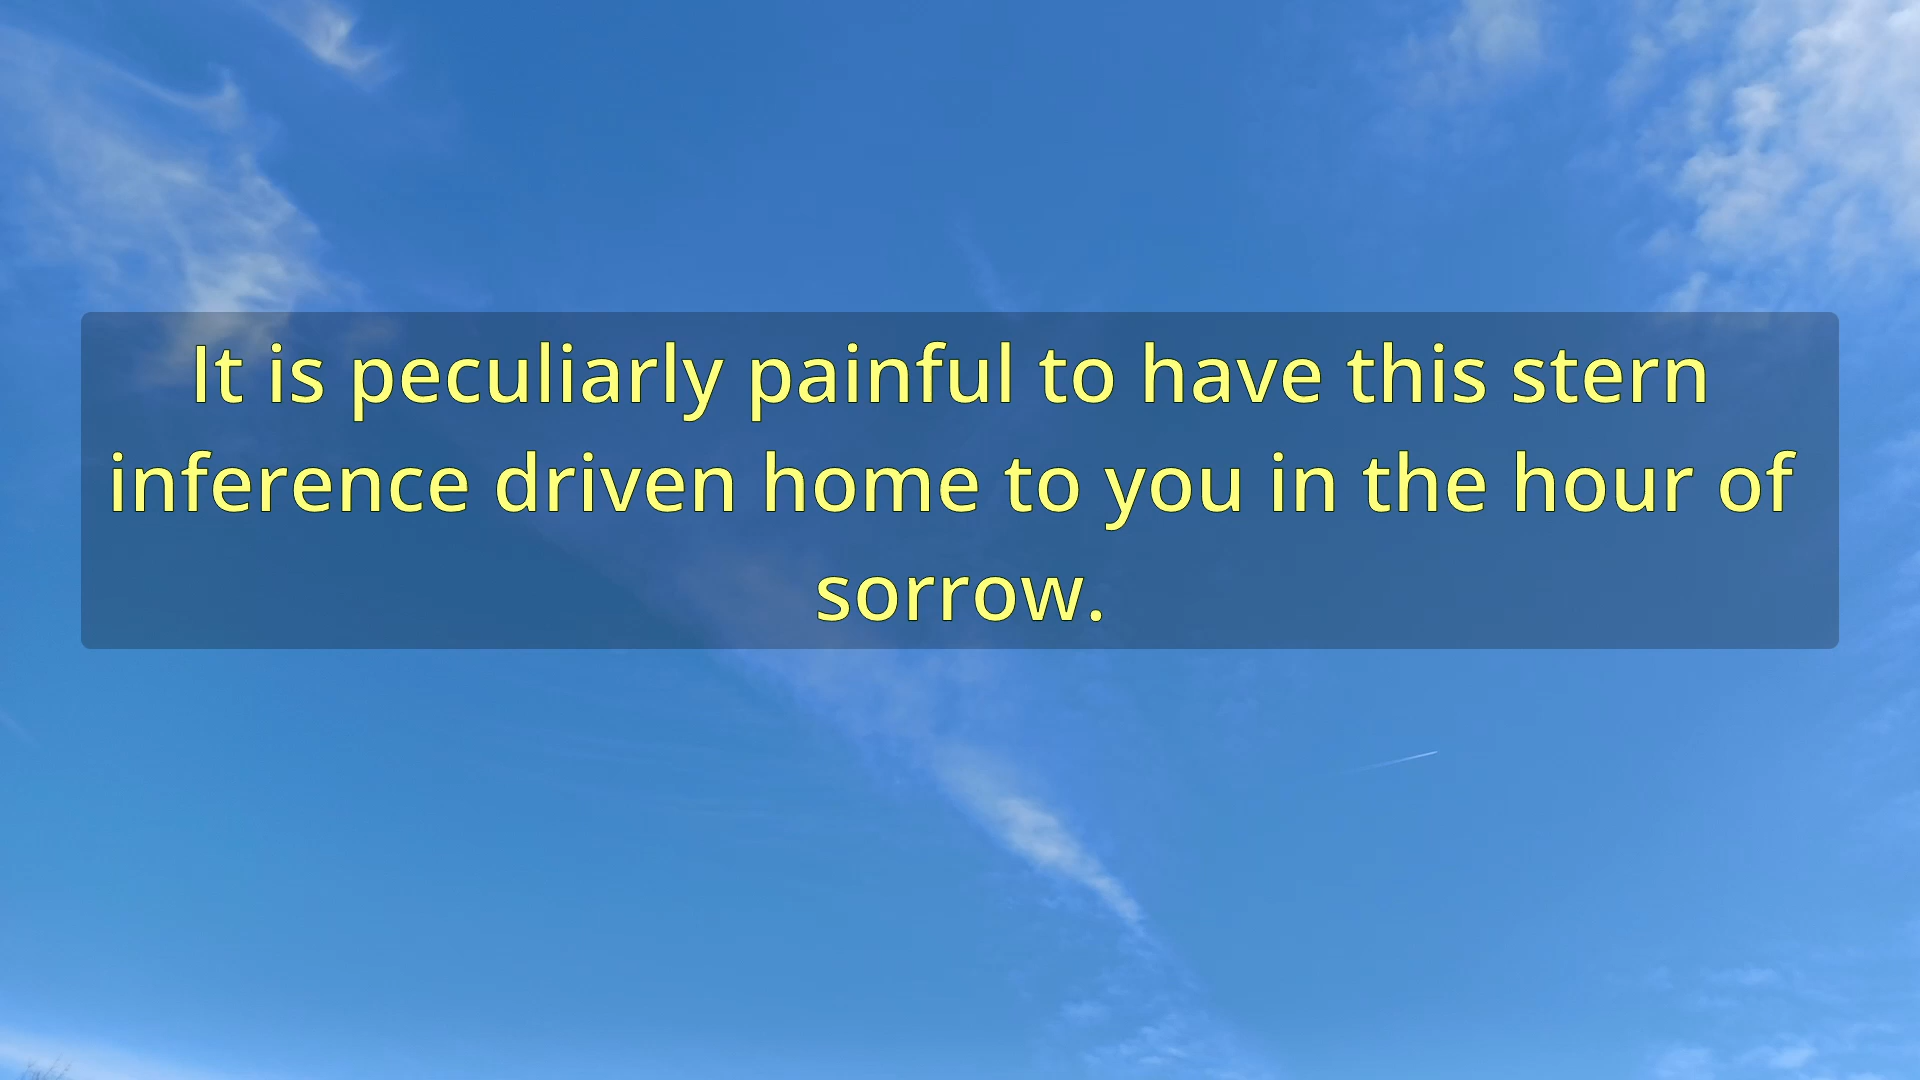 It is peculiarly painful to have this stern
inference driven home to you in the hour of
sorrow.